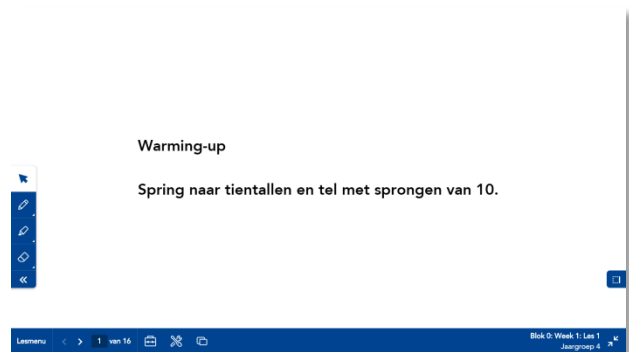 Warming-up
Spring naar tientallen en tel met sprongen van 10.
Lesmenu
1 van 16
Blok 0: Week 1: Les 1
Jaargroep 4